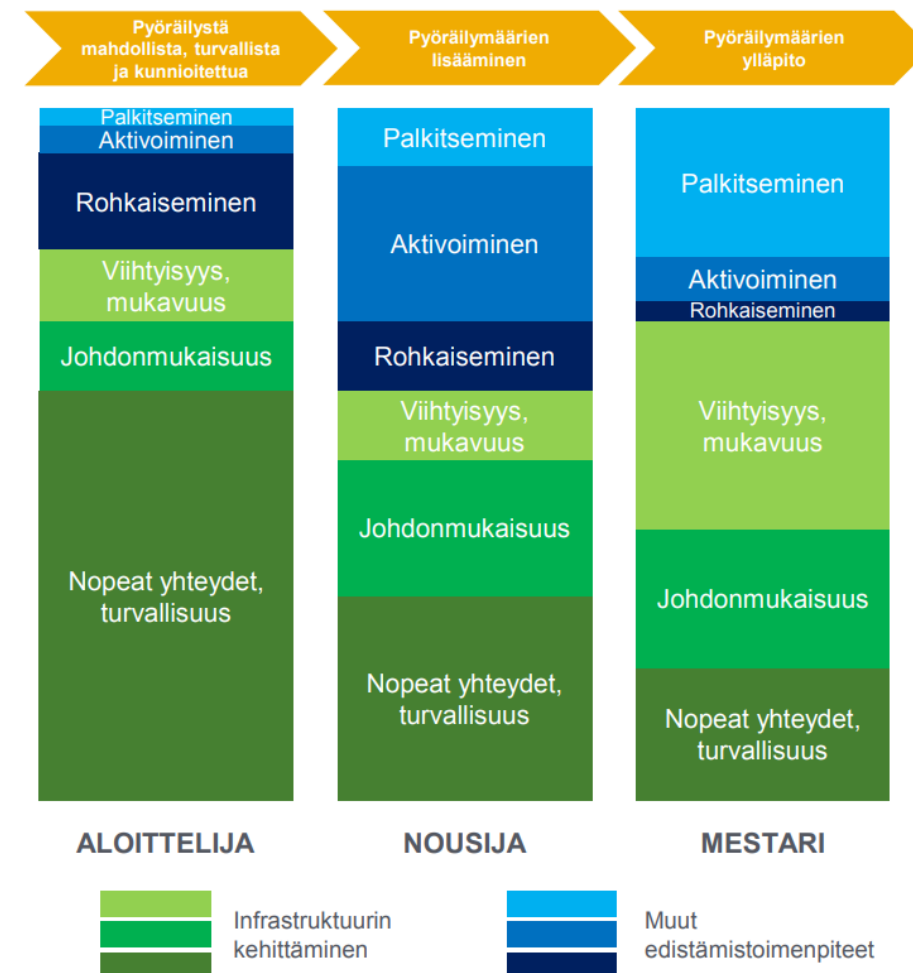 Pyöräilystä
mahdollista, turvallista
ja kunnioitettua
Pyöräilymäärien
lisääminen
Pyöräilymäärien
ylläpito
Palkitseminen
Aktivoiminen
Rohkaiseminen
Viihtyisyys,
mukavuus
Johdonmukaisuus
Nopeat yhteydet,
turvallisuus
ALOITTELIJA
Palkitseminen
Aktivoiminen
Rohkaiseminen
Viihtyisyys,
mukavuus
Johdonmukaisuus
Nopeat yhteydet,
turvallisuus
NOUSIJA
Palkitseminen
Aktivoiminen
Rohkaiseminen
Viihtyisyys,
mukavuus
Johdonmukaisuus
Nopeat yhteydet,
turvallisuus
MESTARI
Infrastruktuurin
kehittäminen
Muut
edistämistoimenpiteet